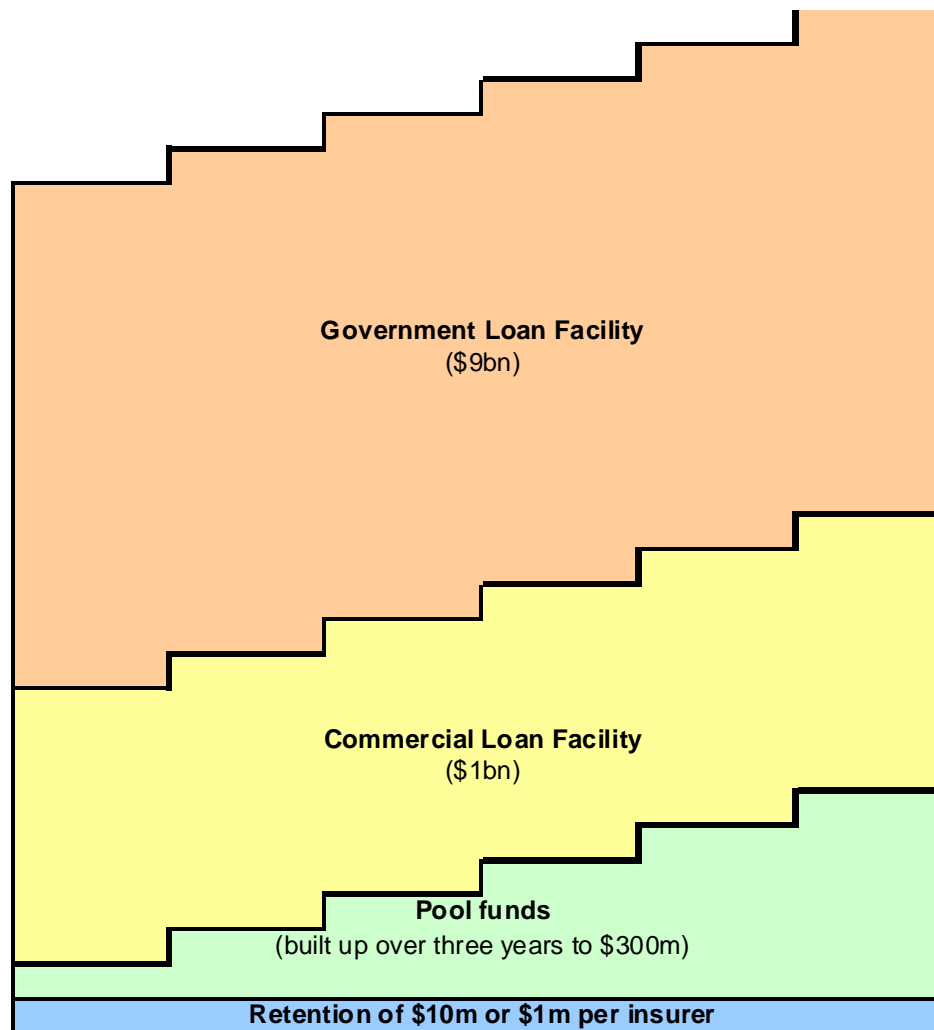 Government Loan Facility
($9bn)
Commercial Loan Facility
($1bn)
Pool funds
(built up over three years to $300m)
Retention of $10m or $1m per insurer